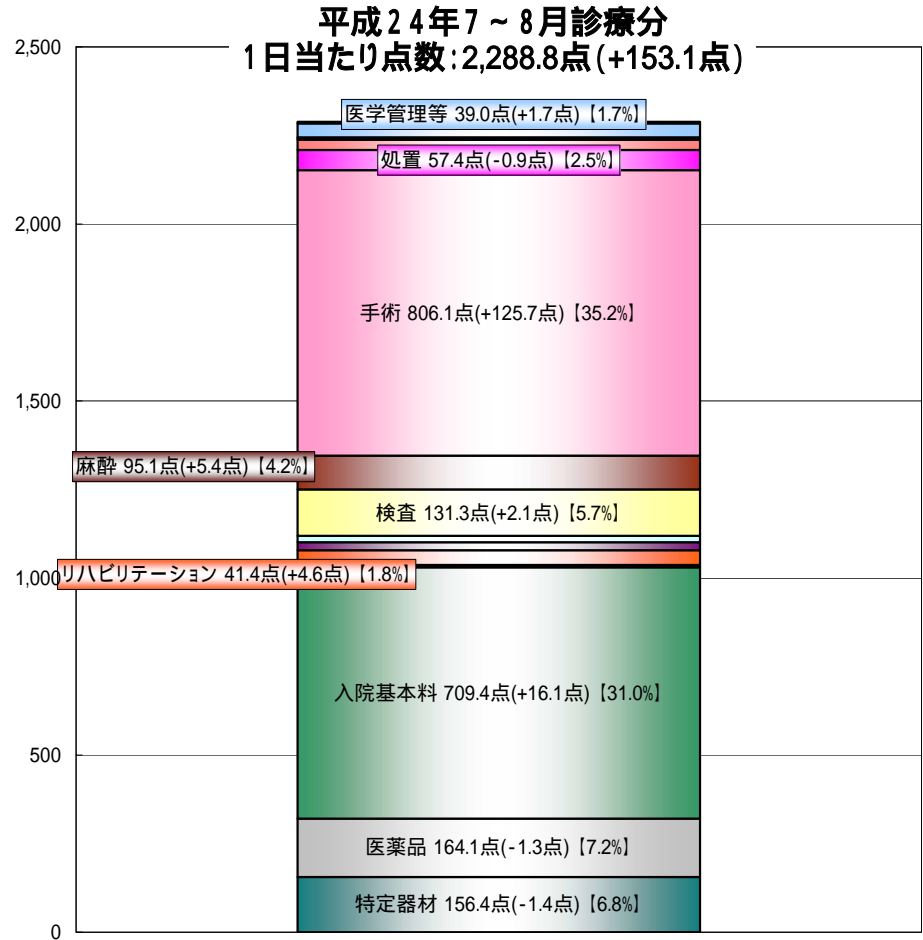 平成24年7～8月診療分
1日当たり点数:2,288.8点(+153.1点)
2,500
医学管理等 39.0点(+1.7点)【1.7%】
処置 57.4点(-0.9点)【2.5%】
2,000
手術 806.1点(+125.7点)【35.2%】
1,500
麻酔 95.1点(+5.4点)【4.2%】
検査 131.3点(+2.1点)【5.7%】
1,000
リハビリテーション 41.4点(+4.6点)【1.8%】
入院基本料 709.4点(+16.1点)【31.0%】
500
医薬品 164.1点(-1.3点)【7.2%】
特定器材 156.4点(-1.4点)【6.8%】
0